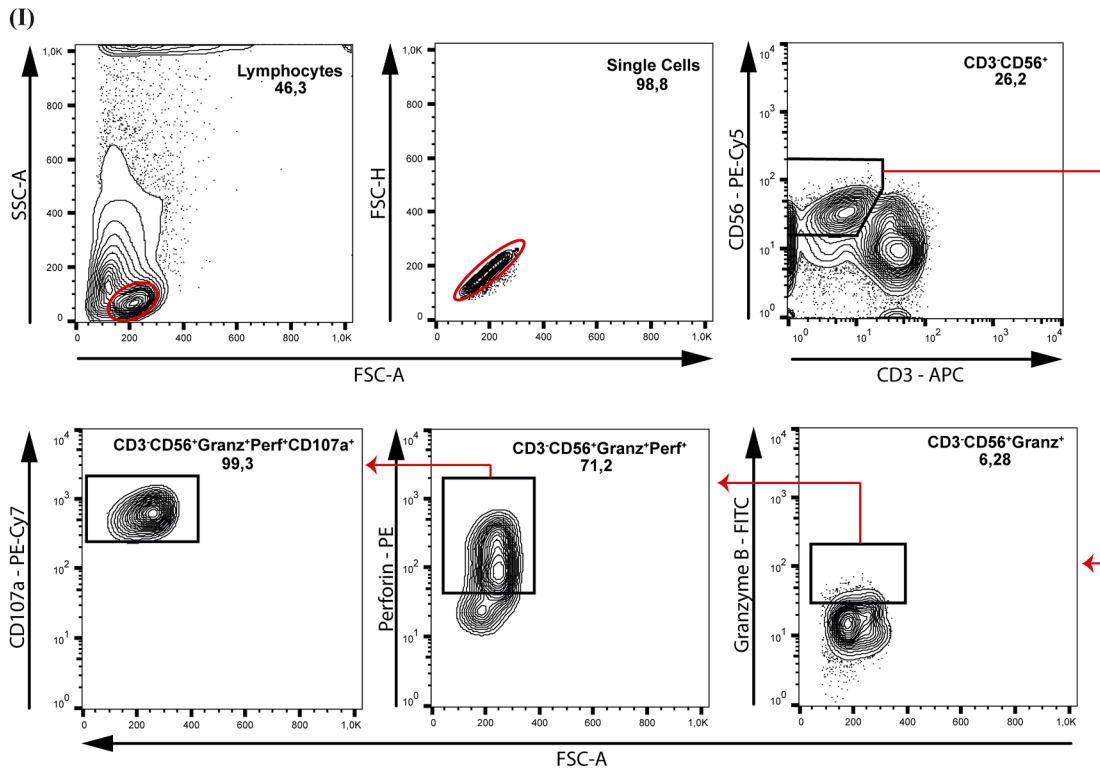 (I)
Lymphocytes
46,3
SSC-A
1,0K
800
600
400
200
0
0 200 400 600 800 1,0K
Single Cells
98,8
FSC-H
1,0K
800
600
400
200
0
0 200 400 600 800 1,0K
FSC-A
CD3⁻CD56⁺
26,2
CD56 - PE-Cy5
10⁴
10³
10²
10¹
10⁰
10⁰ 10¹ 10² 10³ 10⁴
CD3 - APC
CD3⁻CD56⁺Granz⁺Perf⁺CD107a⁺
99,3
CD107a - PE-Cy7
10⁴
10³
10²
10¹
10⁰
0 200 400 600 800 1,0K
CD3⁻CD56⁺Granz⁺Perf⁺
71,2
Perforin - PE
10⁴
10³
10²
10¹
10⁰
0 200 400 600 800 1,0K
CD3⁻CD56⁺Granz⁺
6,28
Granzyme B - FITC
10⁴
10³
10²
10¹
10⁰
0 200 400 600 800 1,0K
FSC-A